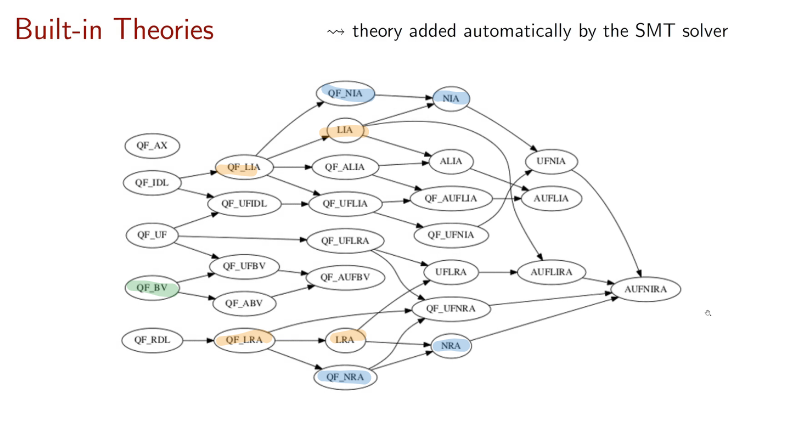 Built-in Theories
⇝ theory added automatically by the SMT solver
QF_NIA
NIA
LIA
QF_AX
QF_LIA
QF_ALIA
ALIA
UFNIA
QF_IDL
QF_UFIDL
QF_UFLIA
QF_AUFLIA
AUFLIA
QF_UF
QF_UFLRA
QF_UFNIA
QF_UFBV
QF_AUFBV
UFLRA
AUFLIRA
QF_BV
QF_ABV
QF_UFNRA
AUFNIRA
QF_RDL
QF_LRA
LRA
NRA
QF_NRA